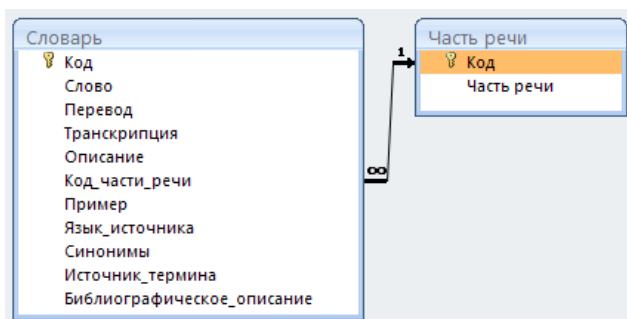 Словарь
Код
Слово
Перевод
Транскрипция
Описание
Код_части_речи
Пример
Язык_источника
Синонимы
Источник_термина
Библиографическое_описание
1
∞
Часть речи
Код
Часть речи